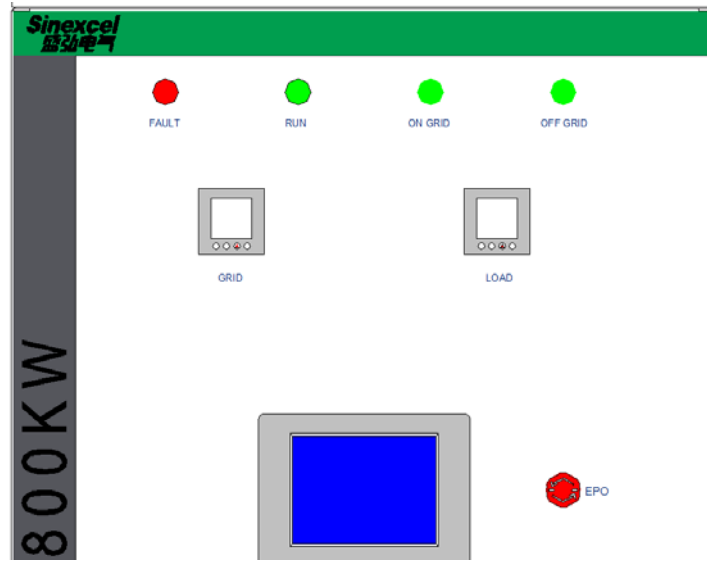 Sinexcel
盛弘电气
FAULT
RUN
ON GRID
OFF GRID
GRID
LOAD
800KW
EPO